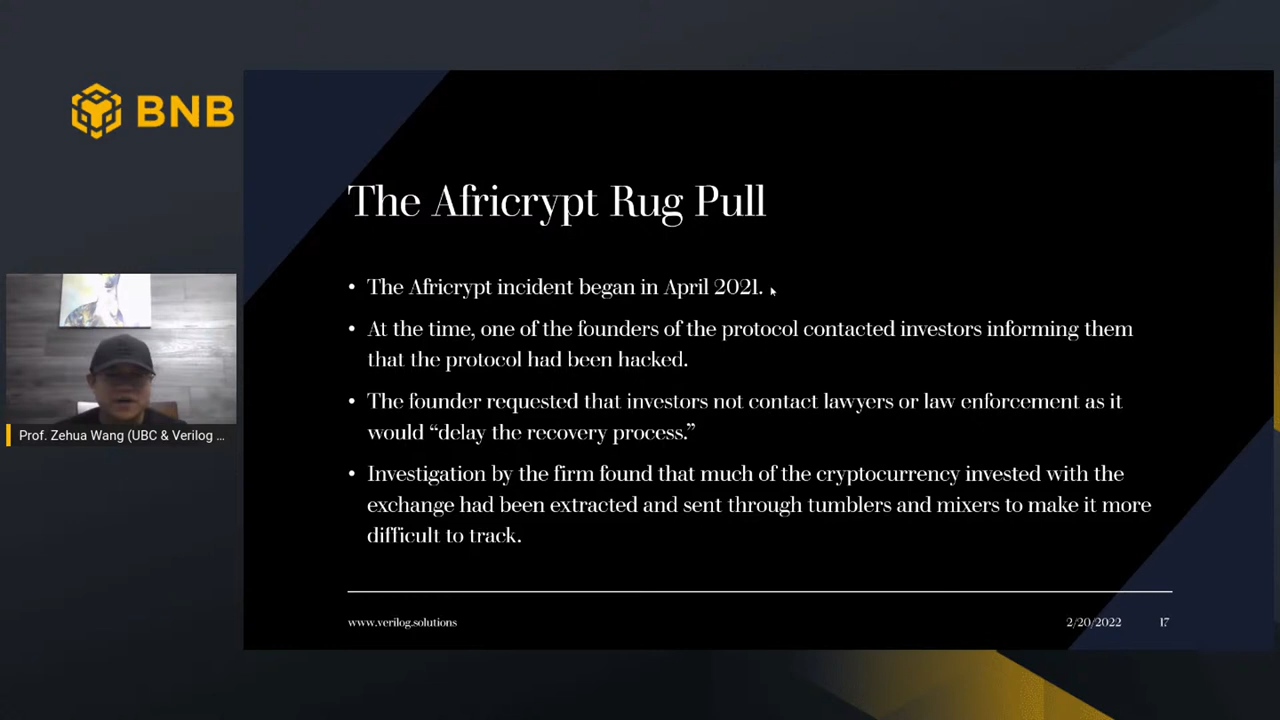 BNB
The Africrypt Rug Pull
• The Africrypt incident began in April 2021.
• At the time, one of the founders of the protocol contacted investors informing them
that the protocol had been hacked.
• The founder requested that investors not contact lawyers or law enforcement as it
would “delay the recovery process.”
• Investigation by the firm found that much of the cryptocurrency invested with the
exchange had been extracted and sent through tumblers and mixers to make it more
difficult to track.
Prof. Zehua Wang (UBC & Verilog ...
www.verilog.solutions
2/20/2022
17